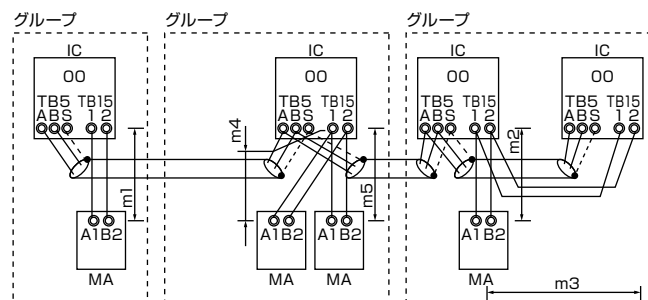 グループ
グループ
グループ
IC
IC
IC
IC
00
00
00
00
TB5 TB15
TB5 TB15
TB5 TB15
TB5 TB15
ABS 1 2
ABS 1 2
ABS 1 2
ABS 1 2
m1
m4
m5
m2
A1B2
A1B2
A1B2
A1B2
MA
MA
MA
MA
m3